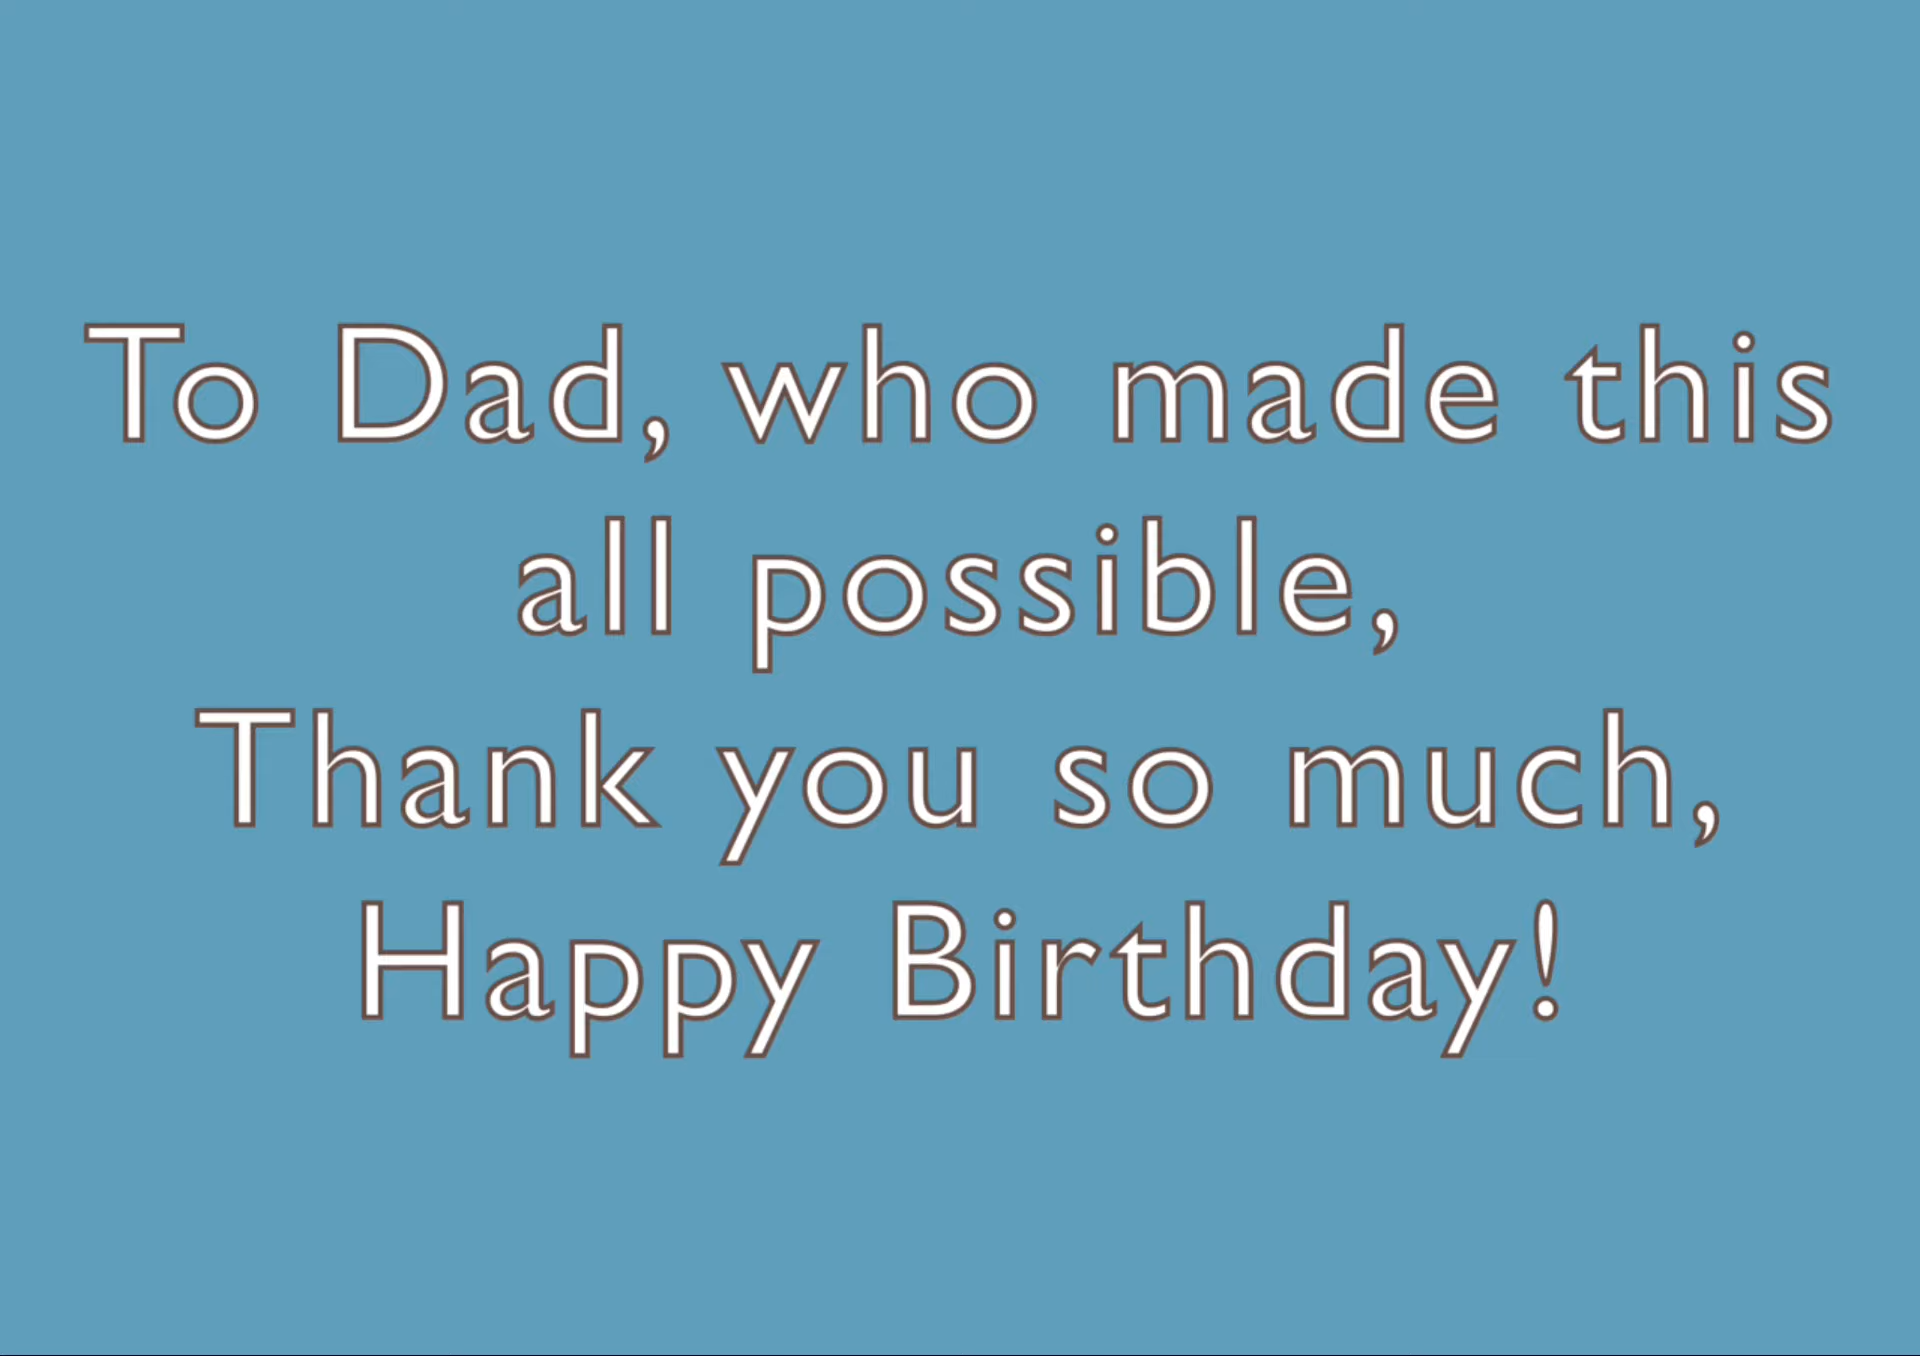 To Dad, who made this
all possible,
Thank you so much,
Happy Birthday!